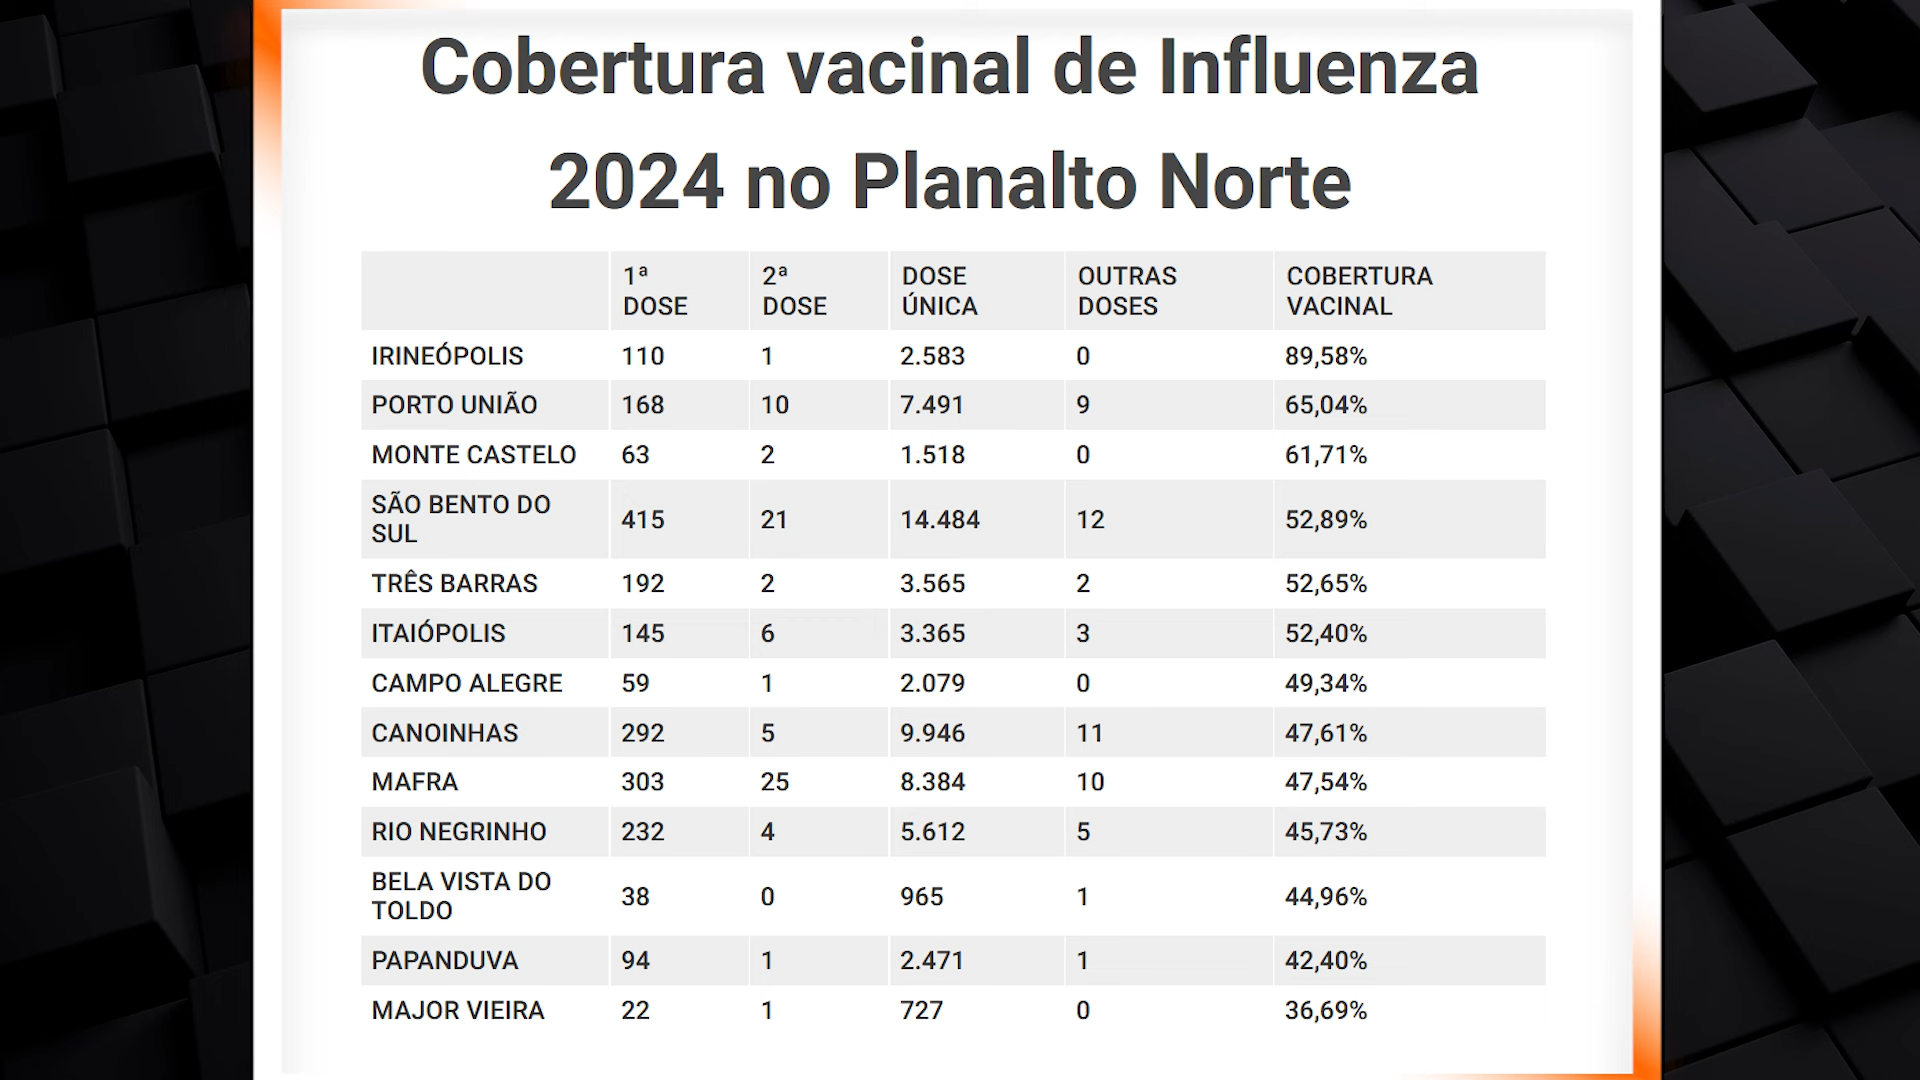 Cobertura vacinal de Influenza
2024 no Planalto Norte
1ª DOSE 2ª DOSE DOSE ÚNICA OUTRAS DOSES COBERTURA VACINAL
IRINEÓPOLIS 110 1 2.583 0 89,58%
PORTO UNIÃO 168 10 7.491 9 65,04%
MONTE CASTELO 63 2 1.518 0 61,71%
SÃO BENTO DO SUL 415 21 14.484 12 52,89%
TRÊS BARRAS 192 2 3.565 2 52,65%
ITAIÓPOLIS 145 6 3.365 3 52,40%
CAMPO ALEGRE 59 1 2.079 0 49,34%
CANOINHAS 292 5 9.946 11 47,61%
MAFRA 303 25 8.384 10 47,54%
RIO NEGRINHO 232 4 5.612 5 45,73%
BELA VISTA DO TOLDO 38 0 965 1 44,96%
PAPANDUVA 94 1 2.471 1 42,40%
MAJOR VIEIRA 22 1 727 0 36,69%